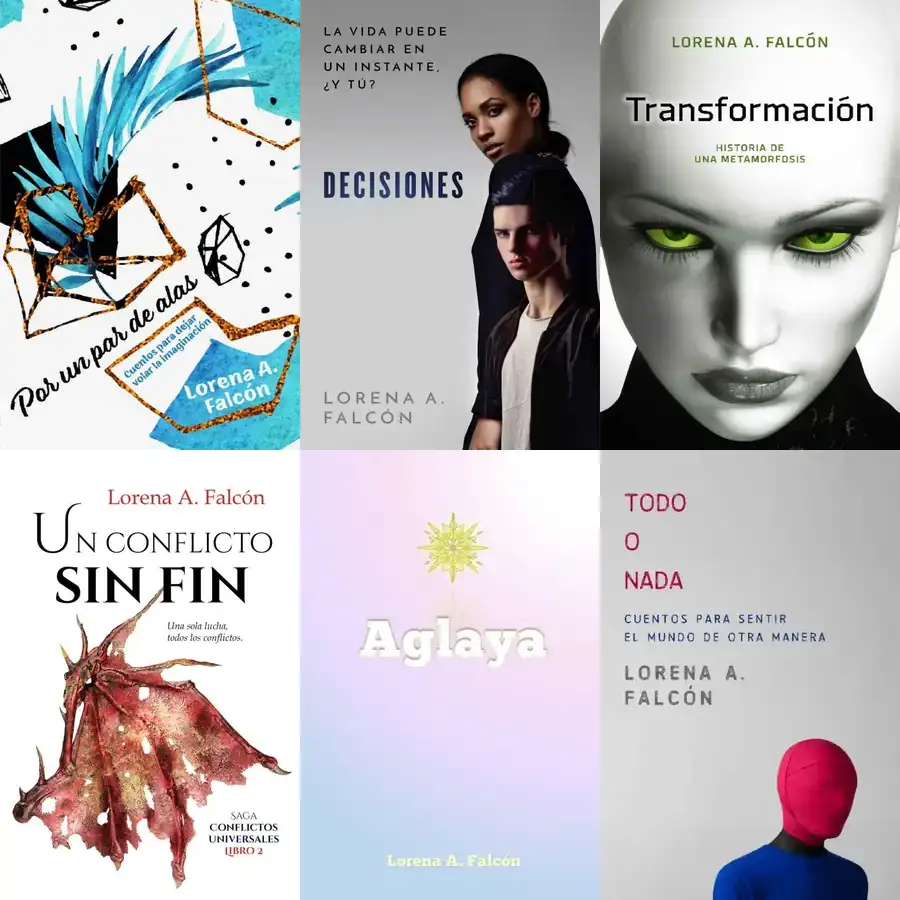 Por un par de alas
Cuentos para dejar
volar la imaginación
Lorena A.
Falcón
LA VIDA PUEDE
CAMBIAR EN
UN INSTANTE,
¿Y TÚ?
DECISIONES
LORENA A.
FALCÓN
LORENA A. FALCÓN
Transformación
HISTORIA DE
UNA METAMORFOSIS
Lorena A. Falcón
UN CONFLICTO
SIN FIN
Una sola lucha,
todos los conflictos.
SAGA
CONFLICTOS
UNIVERSALES
LIBRO 2
Aglaya
Lorena A. Falcón
TODO
O
NADA
CUENTOS PARA SENTIR
EL MUNDO DE OTRA MANERA
LORENA A.
FALCÓN